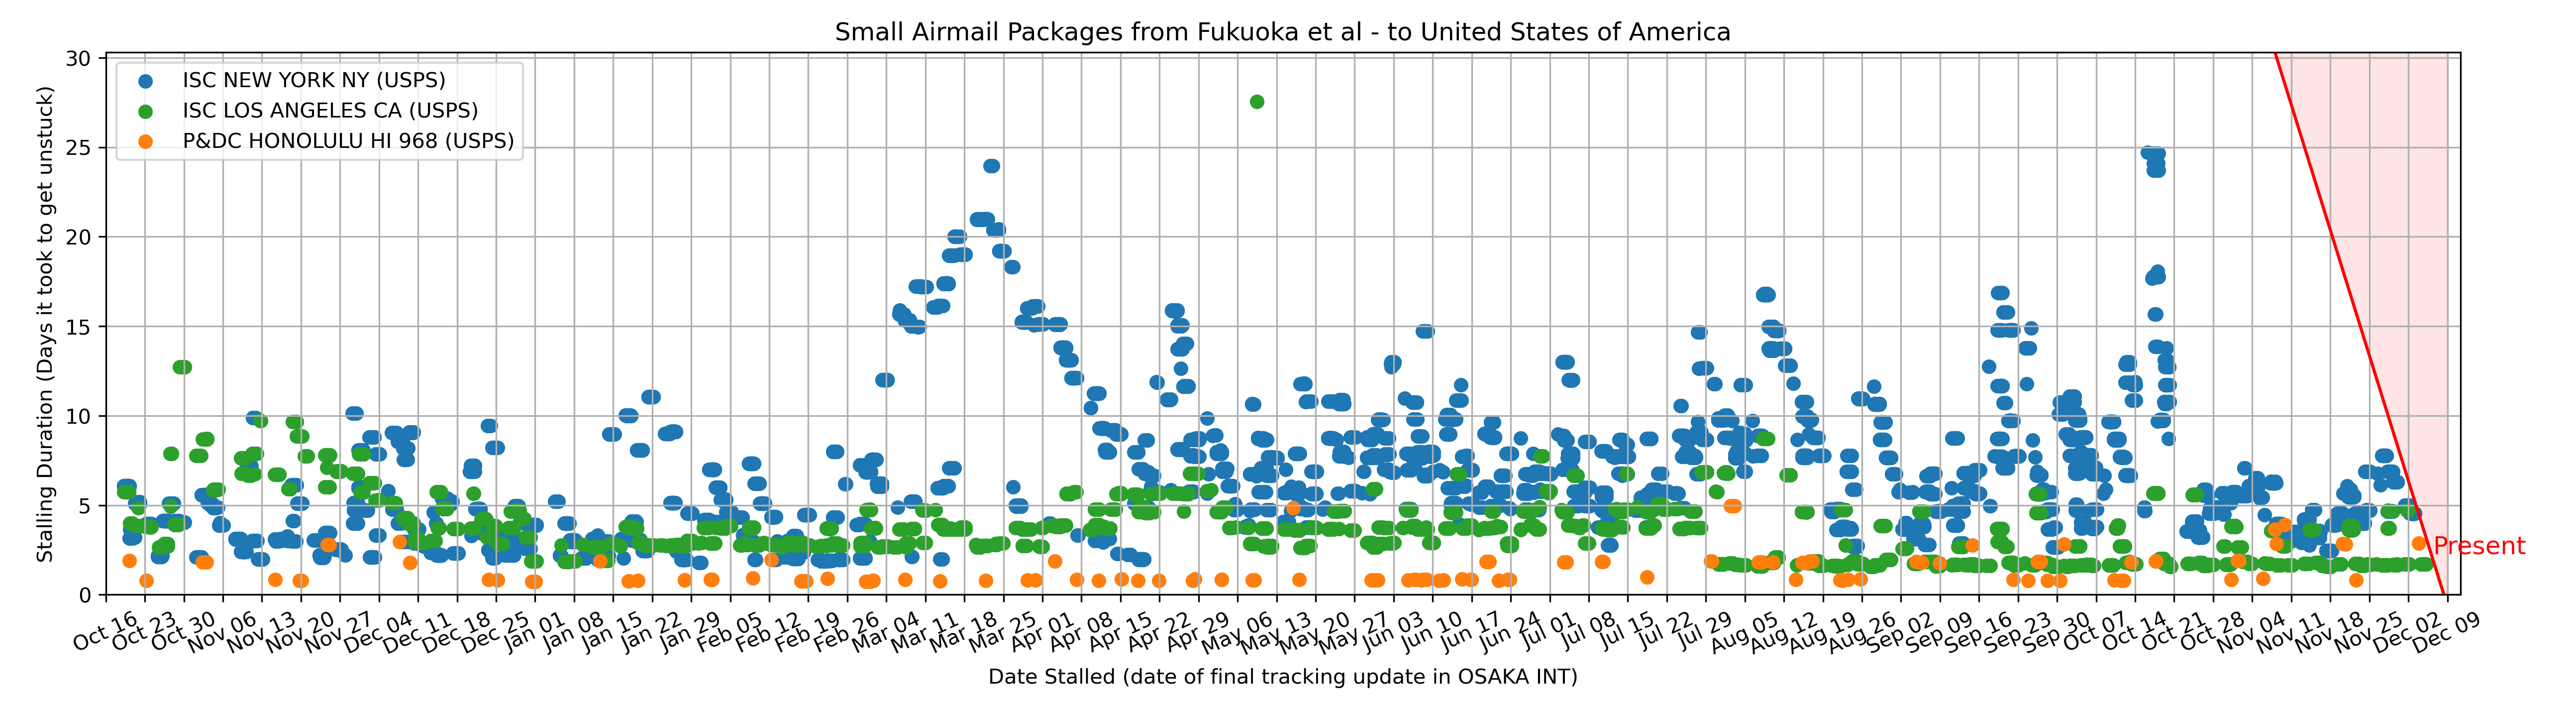 Small Airmail Packages from Fukuoka et al - to United States of America
ISC NEW YORK NY (USPS)
ISC LOS ANGELES CA (USPS)
P&DC HONOLULU HI 968 (USPS)
Stalling Duration (Days it took to get unstuck)
30
25
20
15
10
5
0
Present
Oct 16 Oct 23 Oct 30 Nov 06 Nov 13 Nov 20 Nov 27 Dec 04 Dec 11 Dec 18 Dec 25 Jan 01 Jan 08 Jan 15 Jan 22 Jan 29 Feb 05 Feb 12 Feb 19 Feb 26 Mar 04 Mar 11 Mar 18 Mar 25 Apr 01 Apr 08 Apr 15 Apr 22 Apr 29 May 06 May 13 May 20 May 27 Jun 03 Jun 10 Jun 17 Jun 24 Jul 01 Jul 08 Jul 15 Jul 22 Jul 29 Aug 05 Aug 12 Aug 19 Aug 26 Sep 02 Sep 09 Sep 16 Sep 23 Sep 30 Oct 07 Oct 14 Oct 21 Oct 28 Nov 04 Nov 11 Nov 18 Nov 25 Dec 02 Dec 09
Date Stalled (date of final tracking update in OSAKA INT)